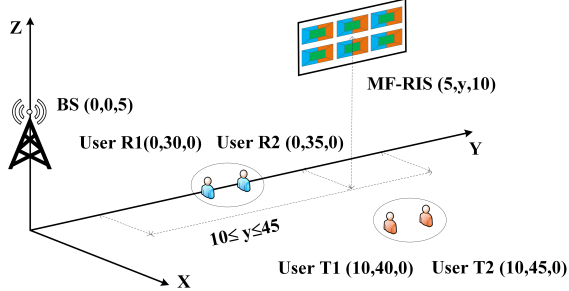 Z
BS (0,0,5)
MF-RIS (5,y,10)
User R1(0,30,0) User R2 (0,35,0)
Y
10≤ y≤45
User T1 (10,40,0) User T2 (10,45,0)
X